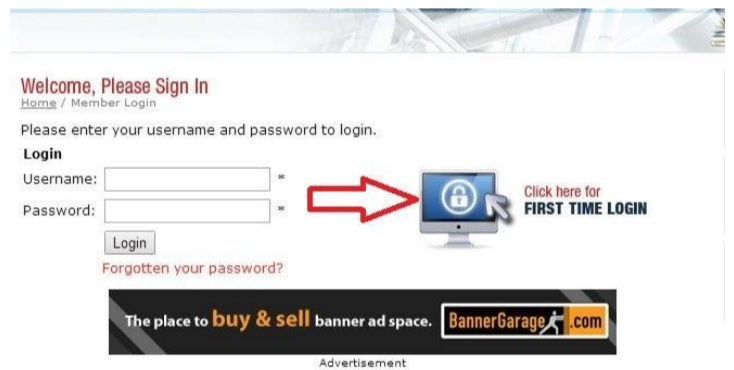 Welcome, Please Sign In
Home / Member Login
Please enter your username and password to login.
Login
Username: *
Password: *
Login
Forgotten your password?
Click here for
FIRST TIME LOGIN
The place to buy & sell banner ad space. BannerGarage.com
Advertisement